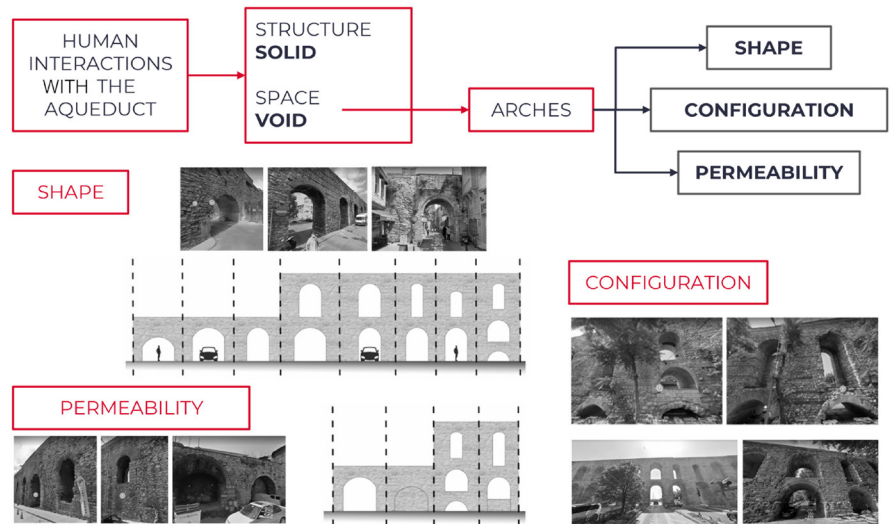 HUMAN
INTERACTIONS
WITH THE
AQUEDUCT
STRUCTURE
SOLID
SPACE
VOID
ARCHES
SHAPE
CONFIGURATION
PERMEABILITY
SHAPE
CONFIGURATION
PERMEABILITY